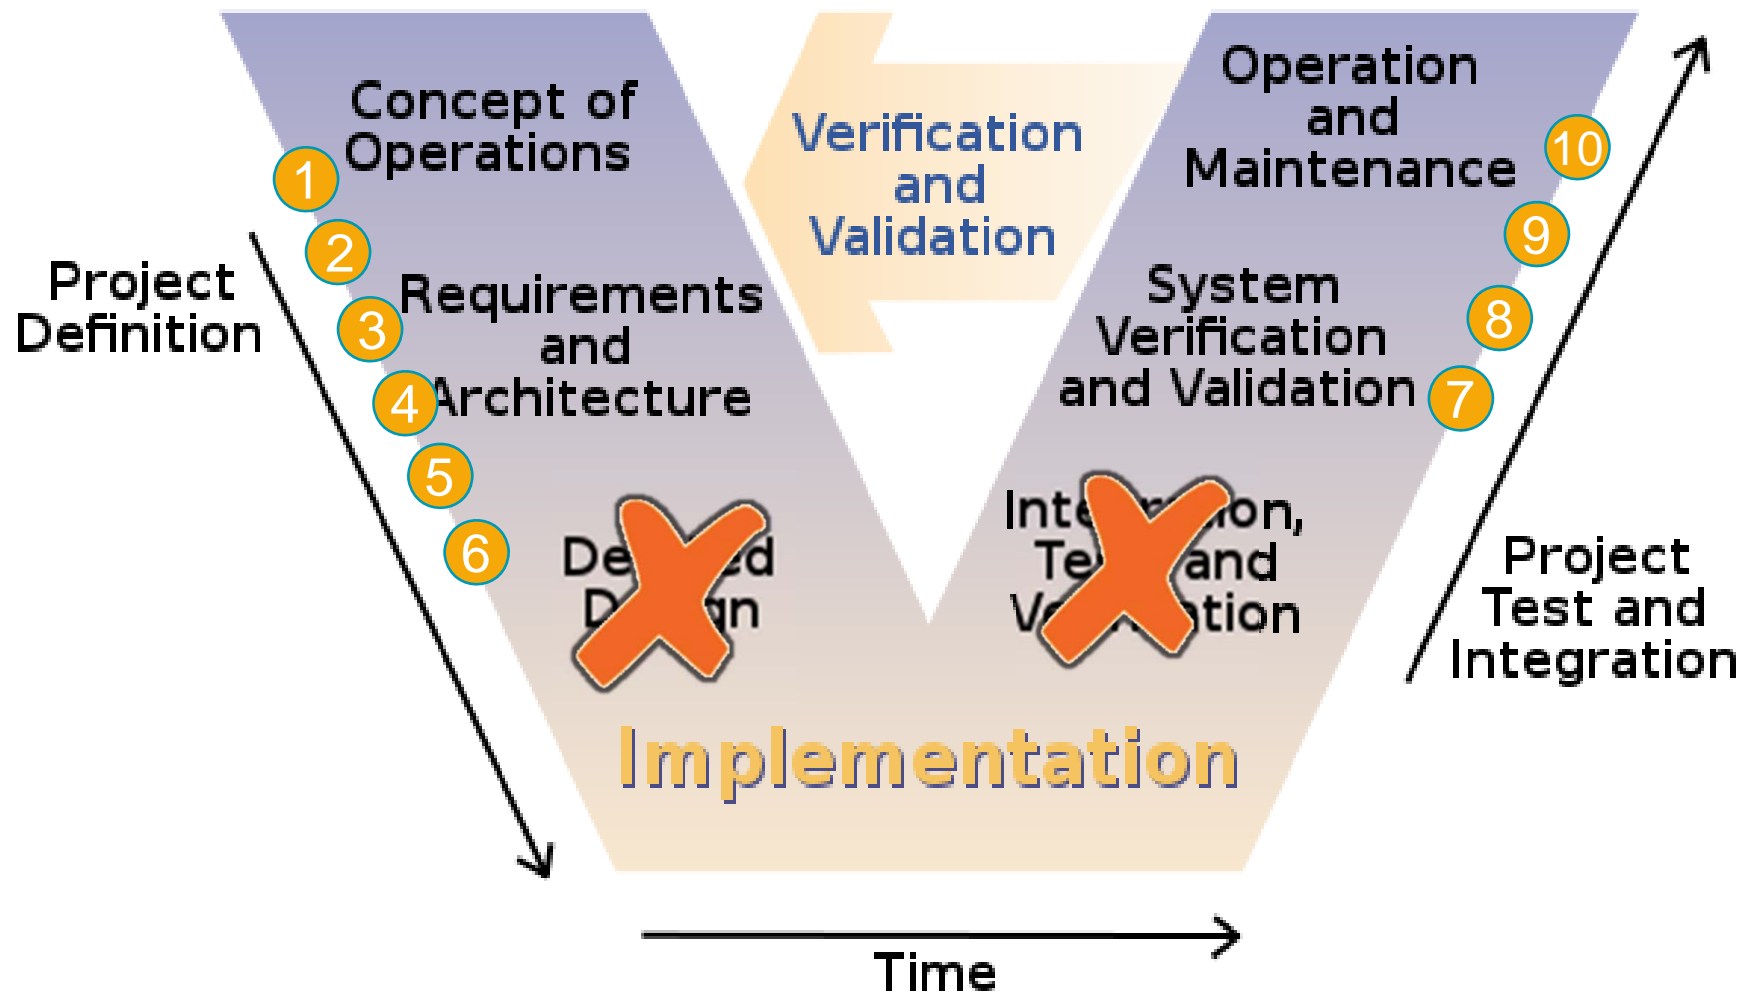 Concept of
Operations
1
2
3
4
5
6
Project
Definition
Requirements
and
Architecture
Verification
and
Validation
Operation
and
Maintenance
System
Verification
and Validation
10
9
8
7
and
Project
Test and
Integration
Implementation
Time